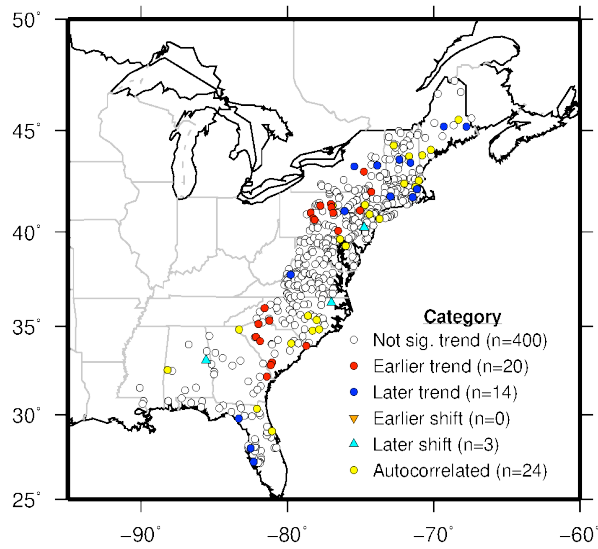 50°
45°
40°
35°
30°
25°
−90°
−80°
−70°
−60°
Category
Not sig. trend (n=400)
Earlier trend (n=20)
Later trend (n=14)
Earlier shift (n=0)
Later shift (n=3)
Autocorrelated (n=24)